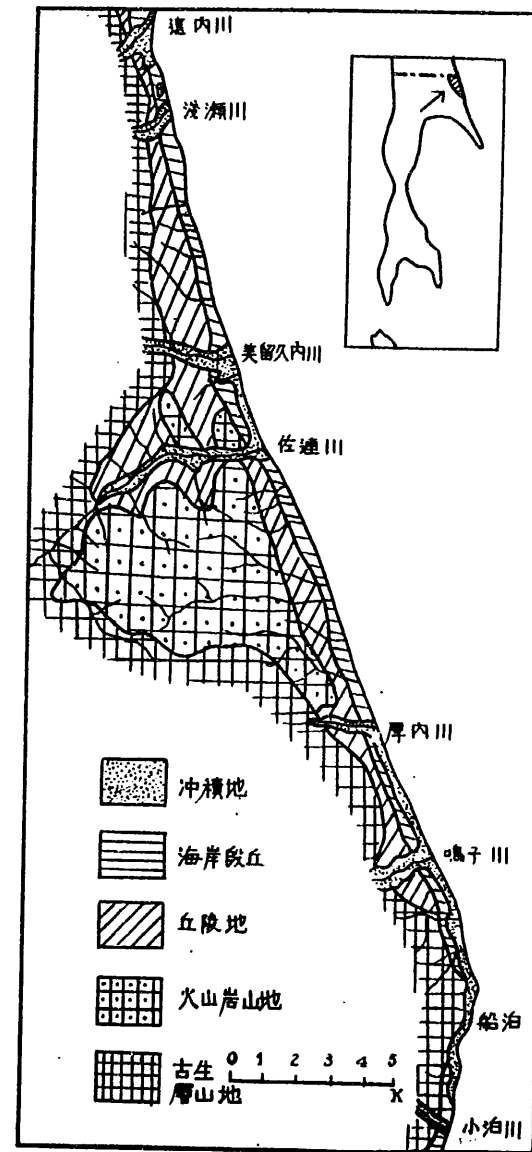 遠内川
浅瀬川
美留久内川
佐連川
厚内川
鳴子川
船泊
小泊川
冲積地
海岸段丘
丘陵地
火山岩山地
古生
層山地
0 1 2 3 4 5
K